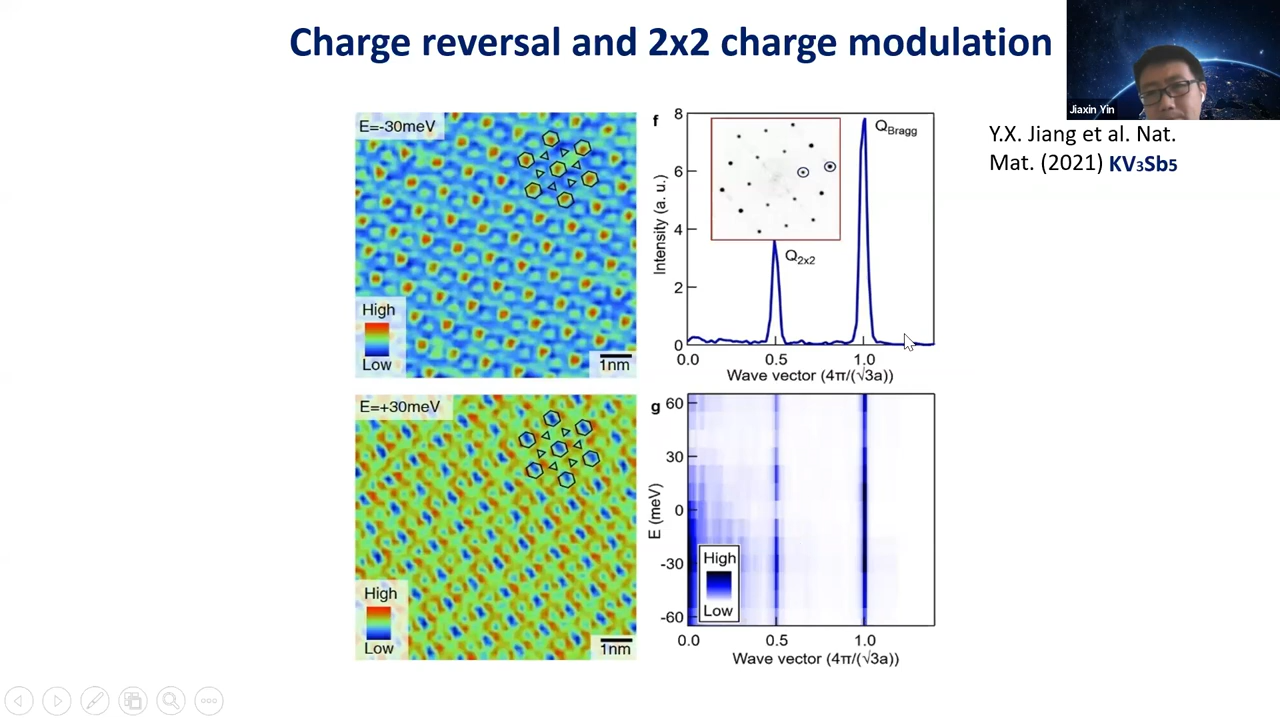 Charge reversal and 2x2 charge modulation
Jiaxin Yin
Y.X. Jiang et al. Nat.
Mat. (2021) KV₃Sb₅
E=-30meV
High
Low
1nm
f
8
6
4
2
0
Intensity (a. u.)
Q_Bragg
Q_2x2
0.0 0.5 1.0
Wave vector (4π/(√3a))
E=+30meV
High
Low
1nm
g
60
30
0
-30
-60
E (meV)
High
Low
0.0 0.5 1.0
Wave vector (4π/(√3a))